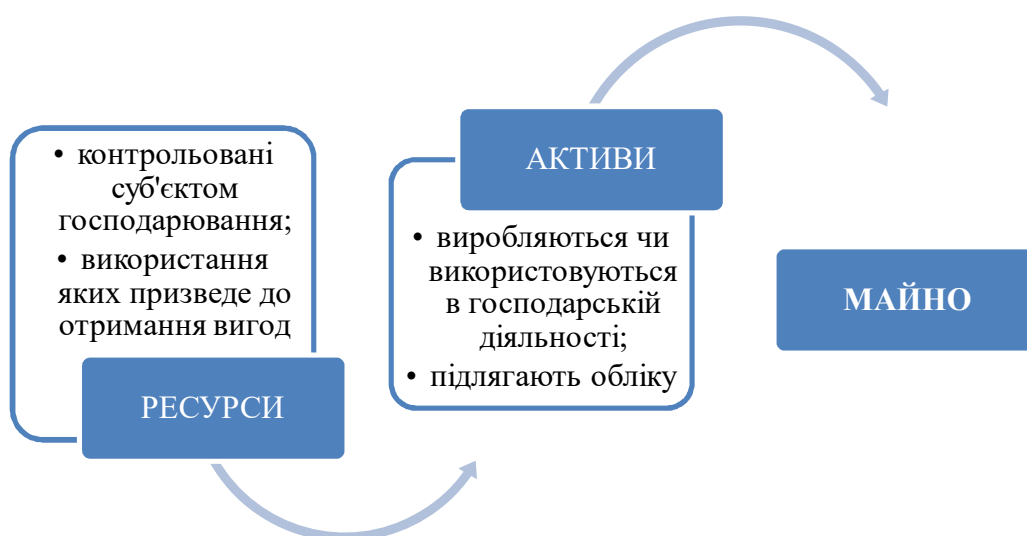 • контрольовані
суб'єктом
господарювання;
• використання
яких призведе до
отримання вигод
РЕСУРСИ
АКТИВИ
• виробляються чи
використовуються
в господарській
діяльності;
• підлягають обліку
МАЙНО